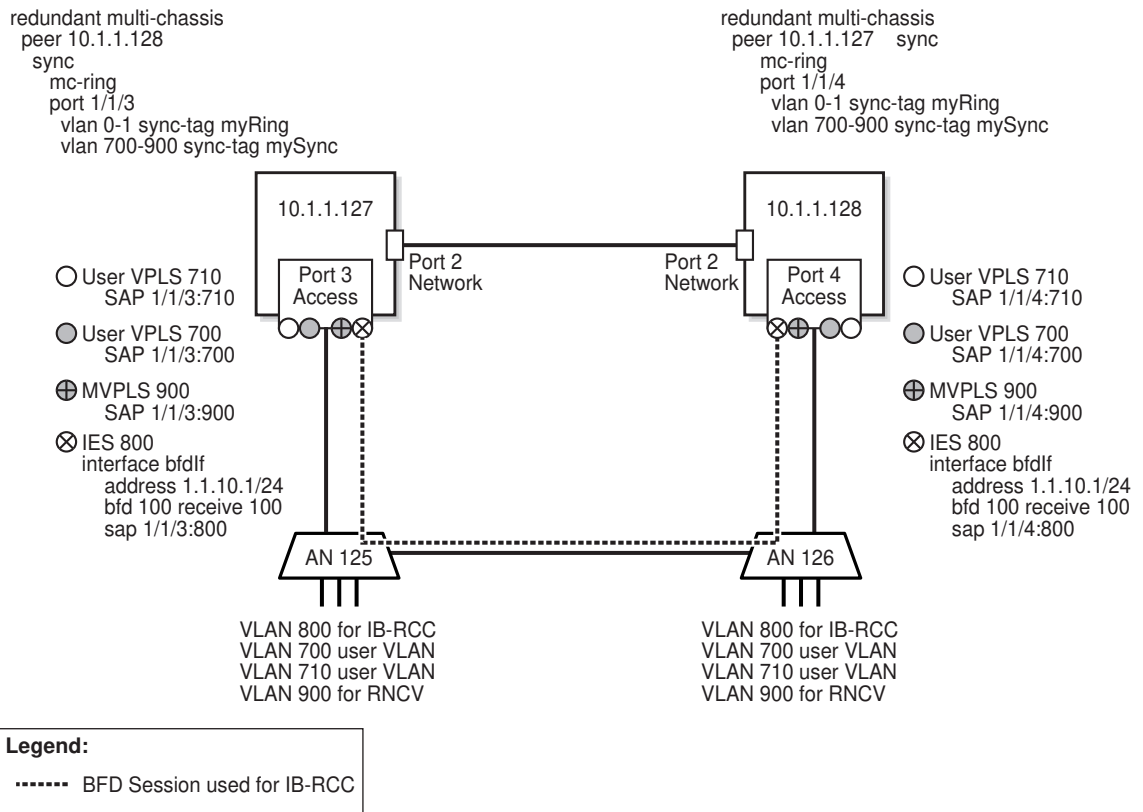 redundant multi-chassis
peer 10.1.1.128
sync
mc-ring
port 1/1/3
vlan 0-1 sync-tag myRing
vlan 700-900 sync-tag mySync
redundant multi-chassis
peer 10.1.1.127 sync
mc-ring
port 1/1/4
vlan 0-1 sync-tag myRing
vlan 700-900 sync-tag mySync
10.1.1.127
Port 2
Network
Port 3
Access
10.1.1.128
Port 2
Network
Port 4
Access
User VPLS 710
SAP 1/1/3:710
User VPLS 700
SAP 1/1/3:700
MVPLS 900
SAP 1/1/3:900
IES 800
interface bfdIf
address 1.1.10.1/24
bfd 100 receive 100
sap 1/1/3:800
User VPLS 710
SAP 1/1/4:710
User VPLS 700
SAP 1/1/4:700
MVPLS 900
SAP 1/1/4:900
IES 800
interface bfdIf
address 1.1.10.1/24
bfd 100 receive 100
sap 1/1/4:800
AN 125
AN 126
VLAN 800 for IB-RCC
VLAN 700 user VLAN
VLAN 710 user VLAN
VLAN 900 for RNCV
VLAN 800 for IB-RCC
VLAN 700 user VLAN
VLAN 710 user VLAN
VLAN 900 for RNCV
Legend:
BFD Session used for IB-RCC